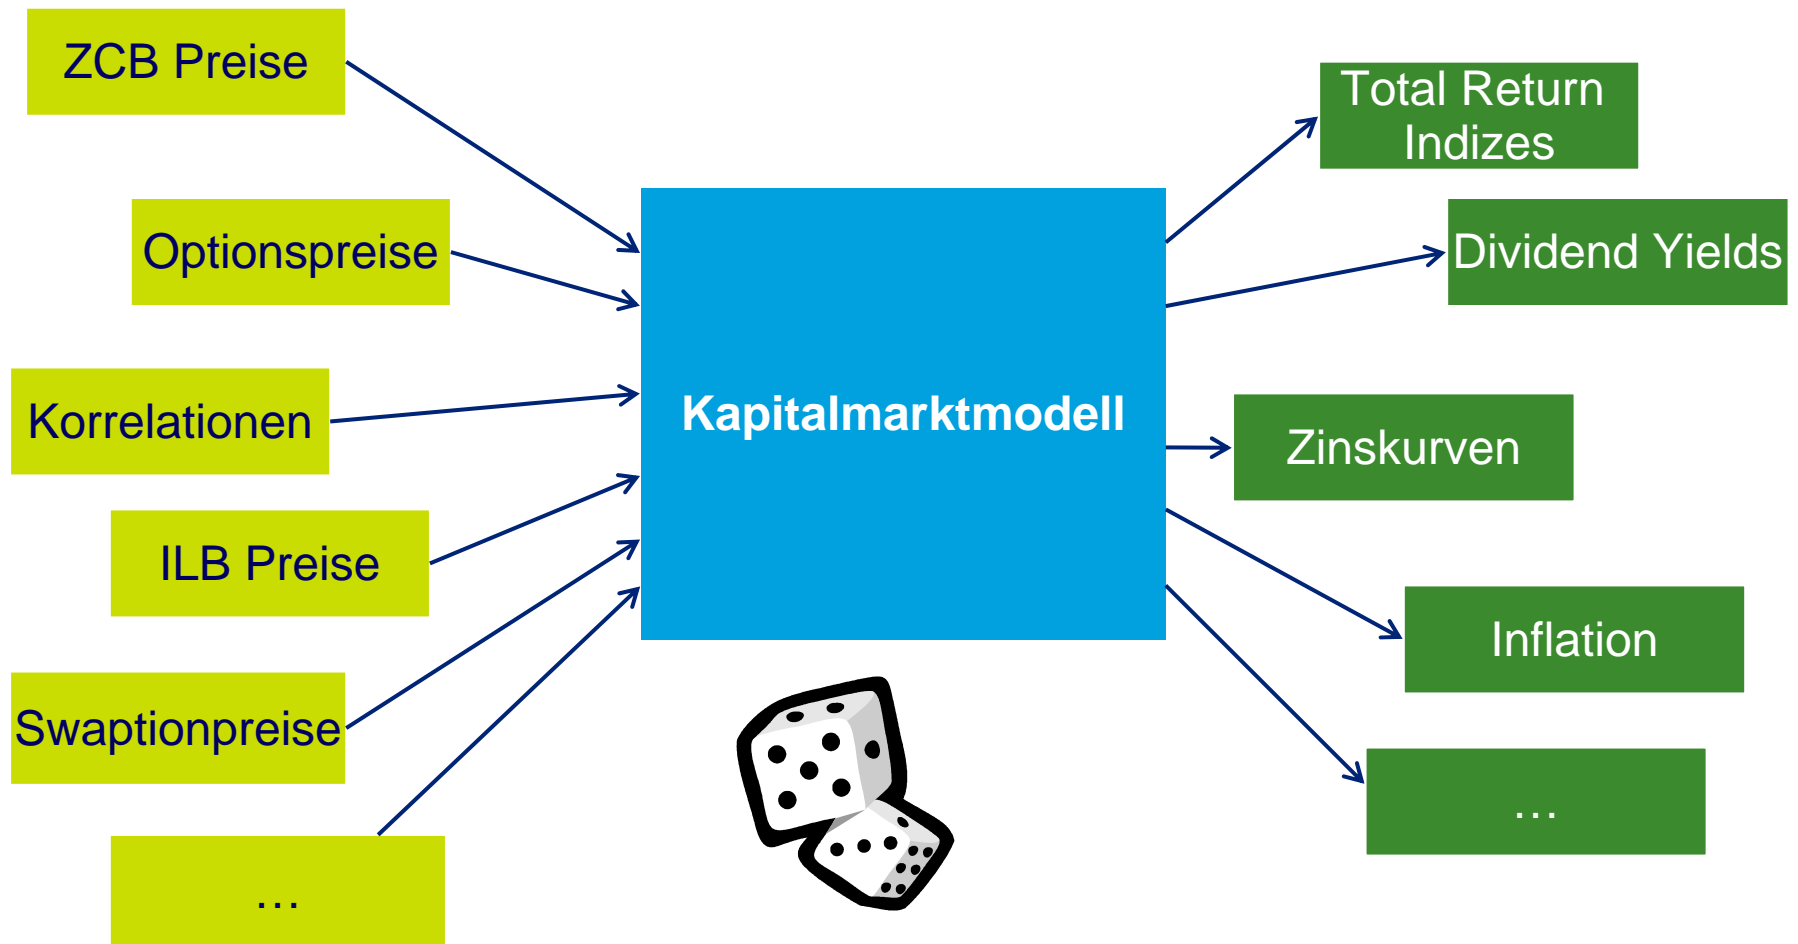 ZCB Preise
Optionspreise
Korrelationen
ILB Preise
Swaptionpreise
…
Kapitalmarktmodell
Total Return
Indizes
Dividend Yields
Zinskurven
Inflation
…